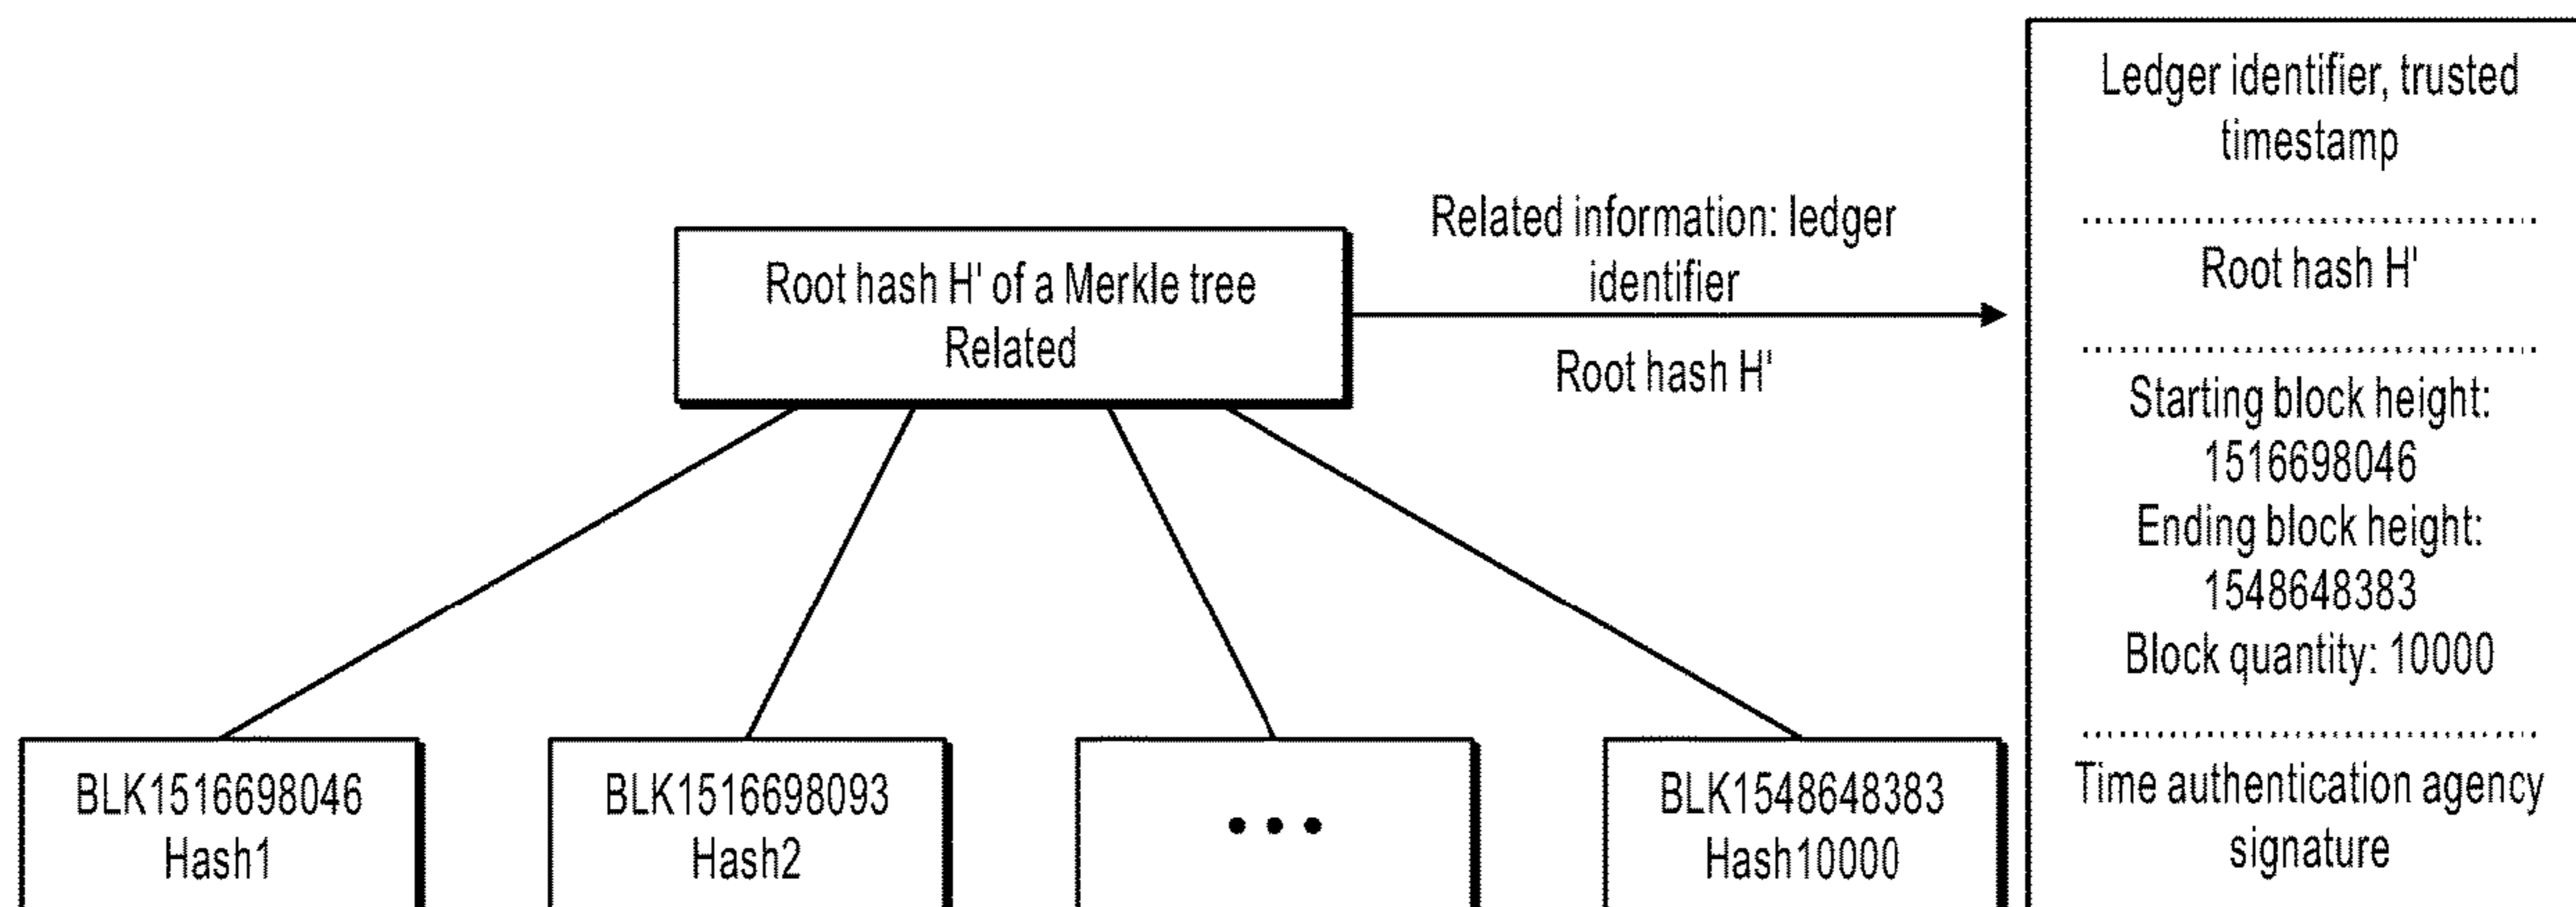 Root hash H' of a Merkle tree
Related
Related information: ledger
identifier
Root hash H'
BLK1516698046
Hash1
BLK1516698093
Hash2
• • •
BLK1548648383
Hash10000
Ledger identifier, trusted
timestamp
Root hash H'
Starting block height:
1516698046
Ending block height:
1548648383
Block quantity: 10000
Time authentication agency
signature